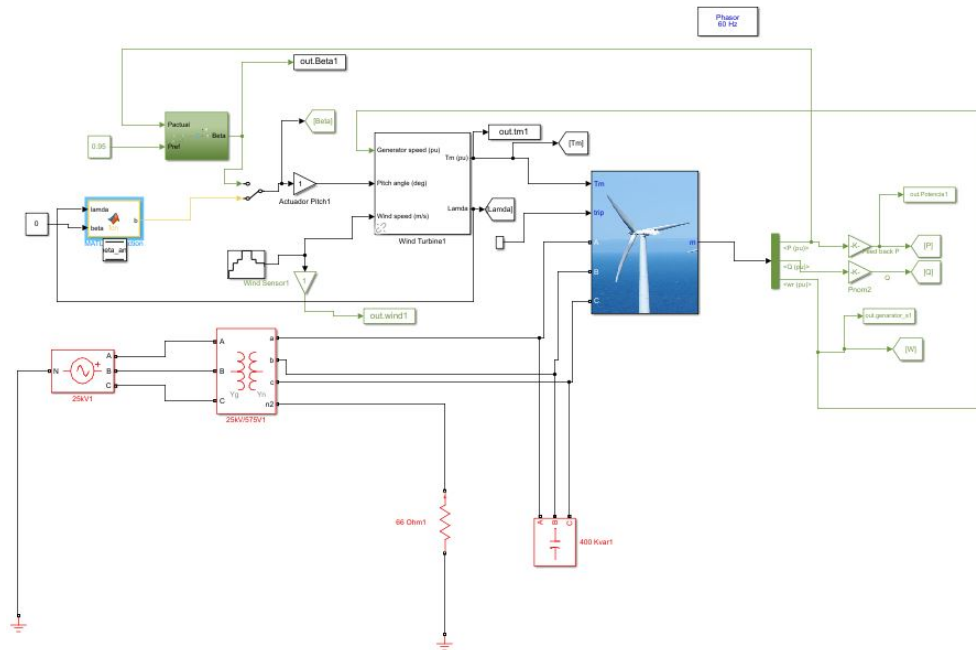 Phasor
60 Hz
out.Beta1
Pactual
Beta
Pref
0.95
[Beta]
Generator speed (pu)
Tm (pu)
Pitch angle (deg)
Lamda
Wind speed (m/s)
Wind Turbine1
out.tm1
[Tm]
[Lamda]
1
Actuador Pitch1
lamda
beta
b
0
Wind Sensor1
1
out.wind1
Tm
trip
A
B
C
m
<P (pu)>
<Q (pu)>
<wr (pu)>
-K-
-K-
Q
Pnom2
out.Potencia1
[P]
[Q]
[W]
N
A
B
C
25kV1
A
B
C
Yg
Yn
a
b
c
n2
25kV/575V1
66 Ohm1
A
B
C
400 Kvar1